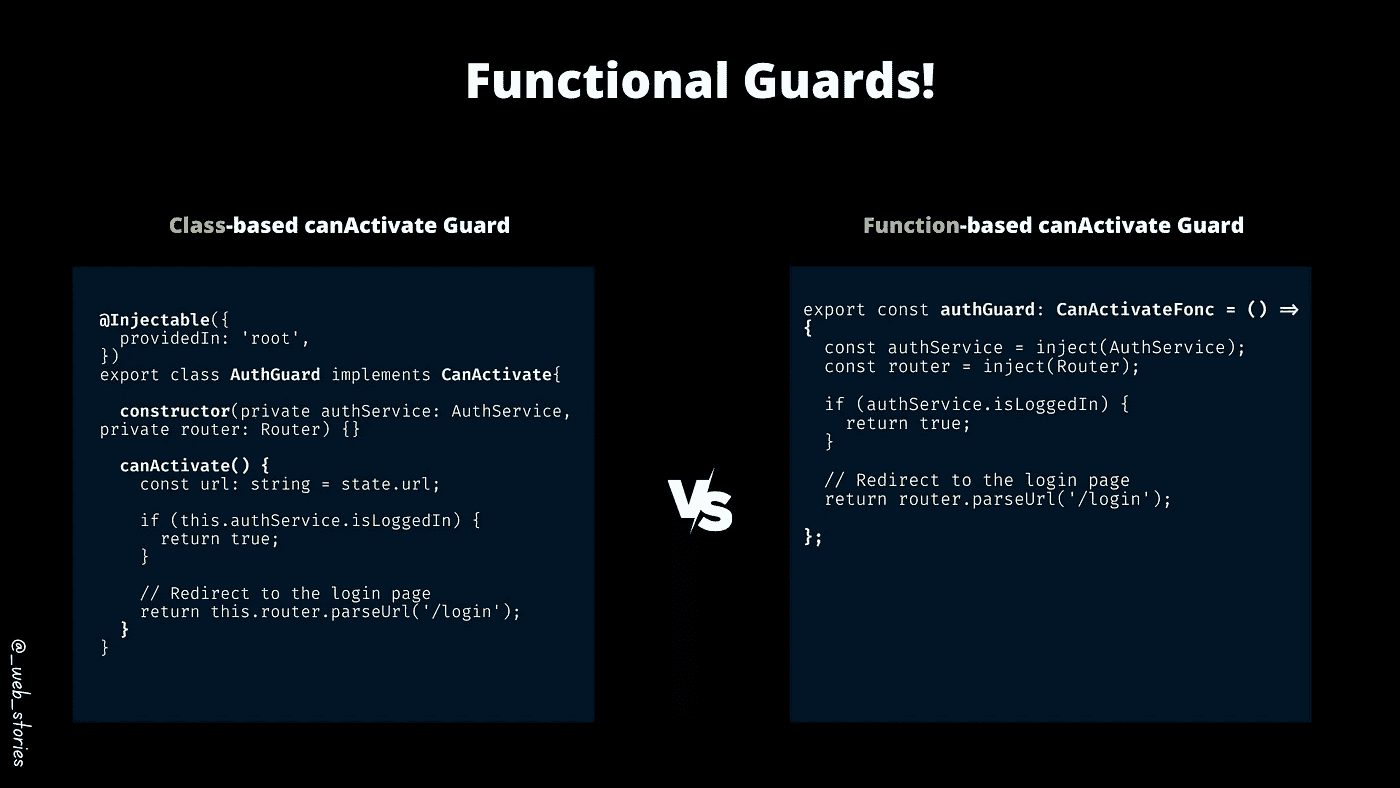 Functional Guards!
Class-based canActivate Guard
@Injectable({
  providedIn: 'root',
})
export class AuthGuard implements CanActivate{
  constructor(private authService: AuthService,
private router: Router) {}
  canActivate() {
    const url: string = state.url;
    if (this.authService.isLoggedIn) {
      return true;
    }
    // Redirect to the login page
    return this.router.parseUrl('/login');
  }
}
VS
Function-based canActivate Guard
export const authGuard: CanActivateFonc = () =>
{
  const authService = inject(AuthService);
  const router = inject(Router);
  if (authService.isLoggedIn) {
    return true;
  }
  // Redirect to the login page
  return router.parseUrl('/login');
};
@_web_stories